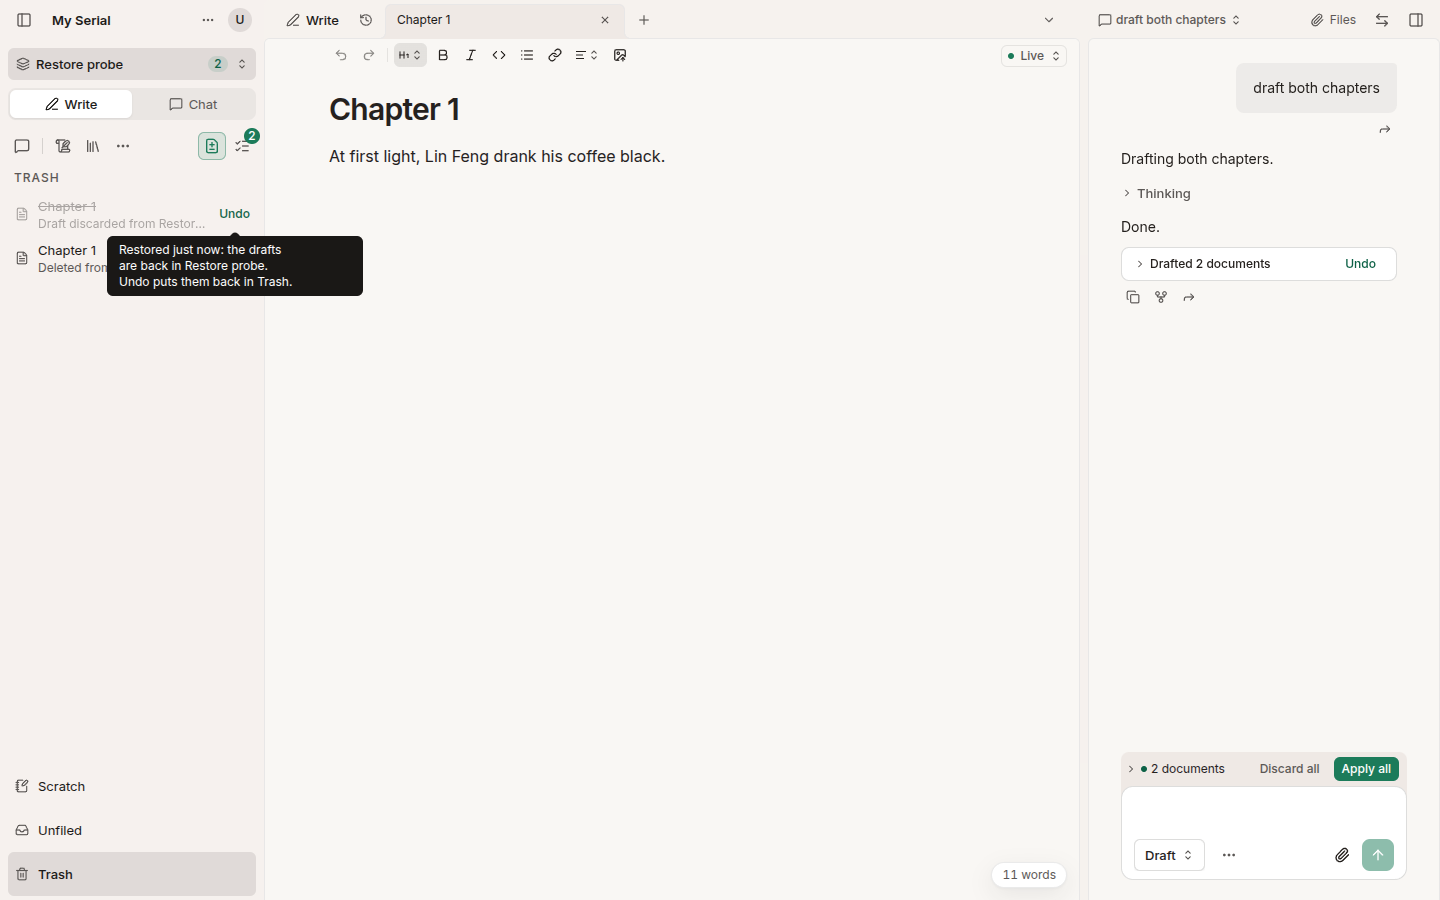 My Serial
U
Write
Chapter 1
draft both chapters
Files
Restore probe
2
Write
Chat
2
TRASH
Chapter 1
Draft discarded from Restor...
Undo
Chapter 1
Deleted from
Restored just now: the drafts
are back in Restore probe.
Undo puts them back in Trash.
Scratch
Unfiled
Trash
H1
Live
Chapter 1
At first light, Lin Feng drank his coffee black.
11 words
draft both chapters
Drafting both chapters.
Thinking
Done.
Drafted 2 documents
Undo
2 documents
Discard all
Apply all
Draft